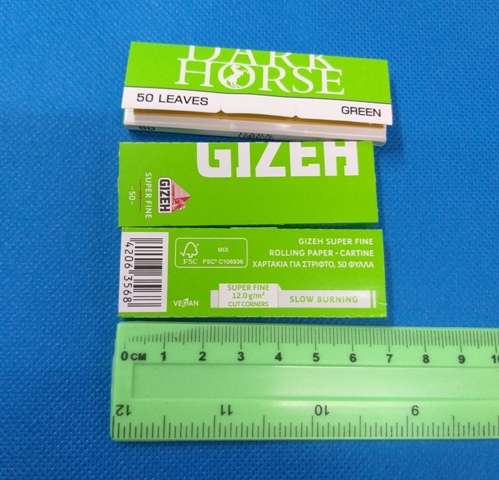 DARK
HORSE
50 LEAVES
GREEN
GIZEH
GIZEH
SUPER FINE
-50-
42063568
FSC
MIX
FSC® C106936
GIZEH SUPER FINE
ROLLING PAPER · CARTINE
ΧΑΡΤΑΚΙΑ ΓΙΑ ΣΤΡΙΦΤΟ, 50 ΦΥΛΛΑ
VEGAN
SUPER FINE
12.0 g/m²
CUT CORNERS
SLOW BURNING
0 CM 1 2 3 4 5 6 7 8 9 10
12 11 10 9